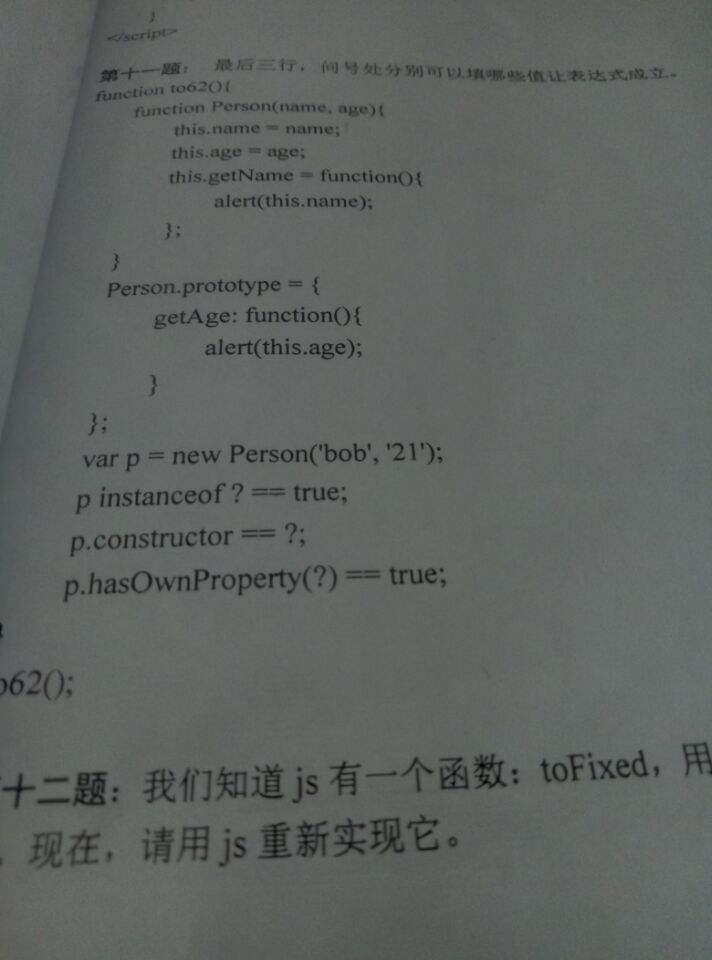 }
</script>
第十一题： 最后三行，问号处分别可以填哪些值让表达式成立。
function to62(){
function Person(name, age){
this.name = name;
this.age = age;
this.getName = function(){
alert(this.name);
};
}
Person.prototype = {
getAge: function(){
alert(this.age);
}
};
var p = new Person('bob', '21');
p instanceof ? == true;
p.constructor == ?;
p.hasOwnProperty(?) == true;
o62();
十二题：我们知道 js 有一个函数：toFixed，用
现在，请用 js 重新实现它。